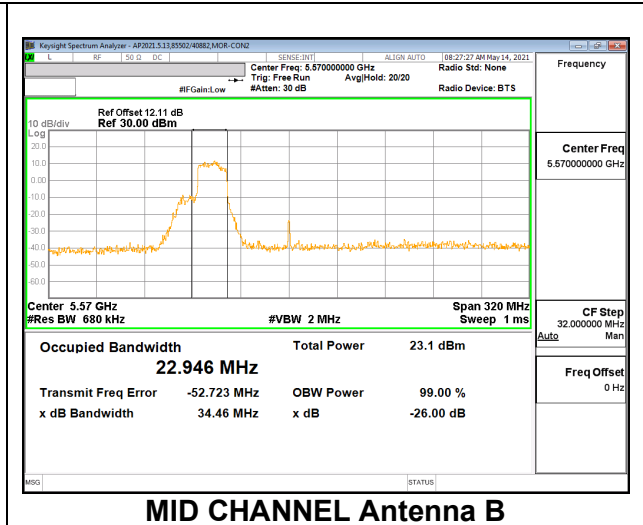 Keysight Spectrum Analyzer - AP2021.5.13,85502/40882,MOR-CON2
L RF 50 Ω DC SENSE:INT ALIGN AUTO 08:27:27 AM May 14, 2021
Center Freq: 5.570000000 GHz Radio Std: None
Trig: Free Run Avg|Hold: 20/20
#IFGain:Low #Atten: 30 dB Radio Device: BTS
Ref Offset 12.11 dB
10 dB/div Ref 30.00 dBm
Log
20.0
10.0
0.00
-10.0
-20.0
-30.0
-40.0
-50.0
-60.0
Center 5.57 GHz Span 320 MHz
#Res BW 680 kHz #VBW 2 MHz Sweep 1 ms
Occupied Bandwidth Total Power 23.1 dBm
22.946 MHz
Transmit Freq Error -52.723 MHz OBW Power 99.00 %
x dB Bandwidth 34.46 MHz x dB -26.00 dB
MSG STATUS
Frequency
Center Freq
5.570000000 GHz
CF Step
32.000000 MHz
Auto Man
Freq Offset
0 Hz
MID CHANNEL Antenna B